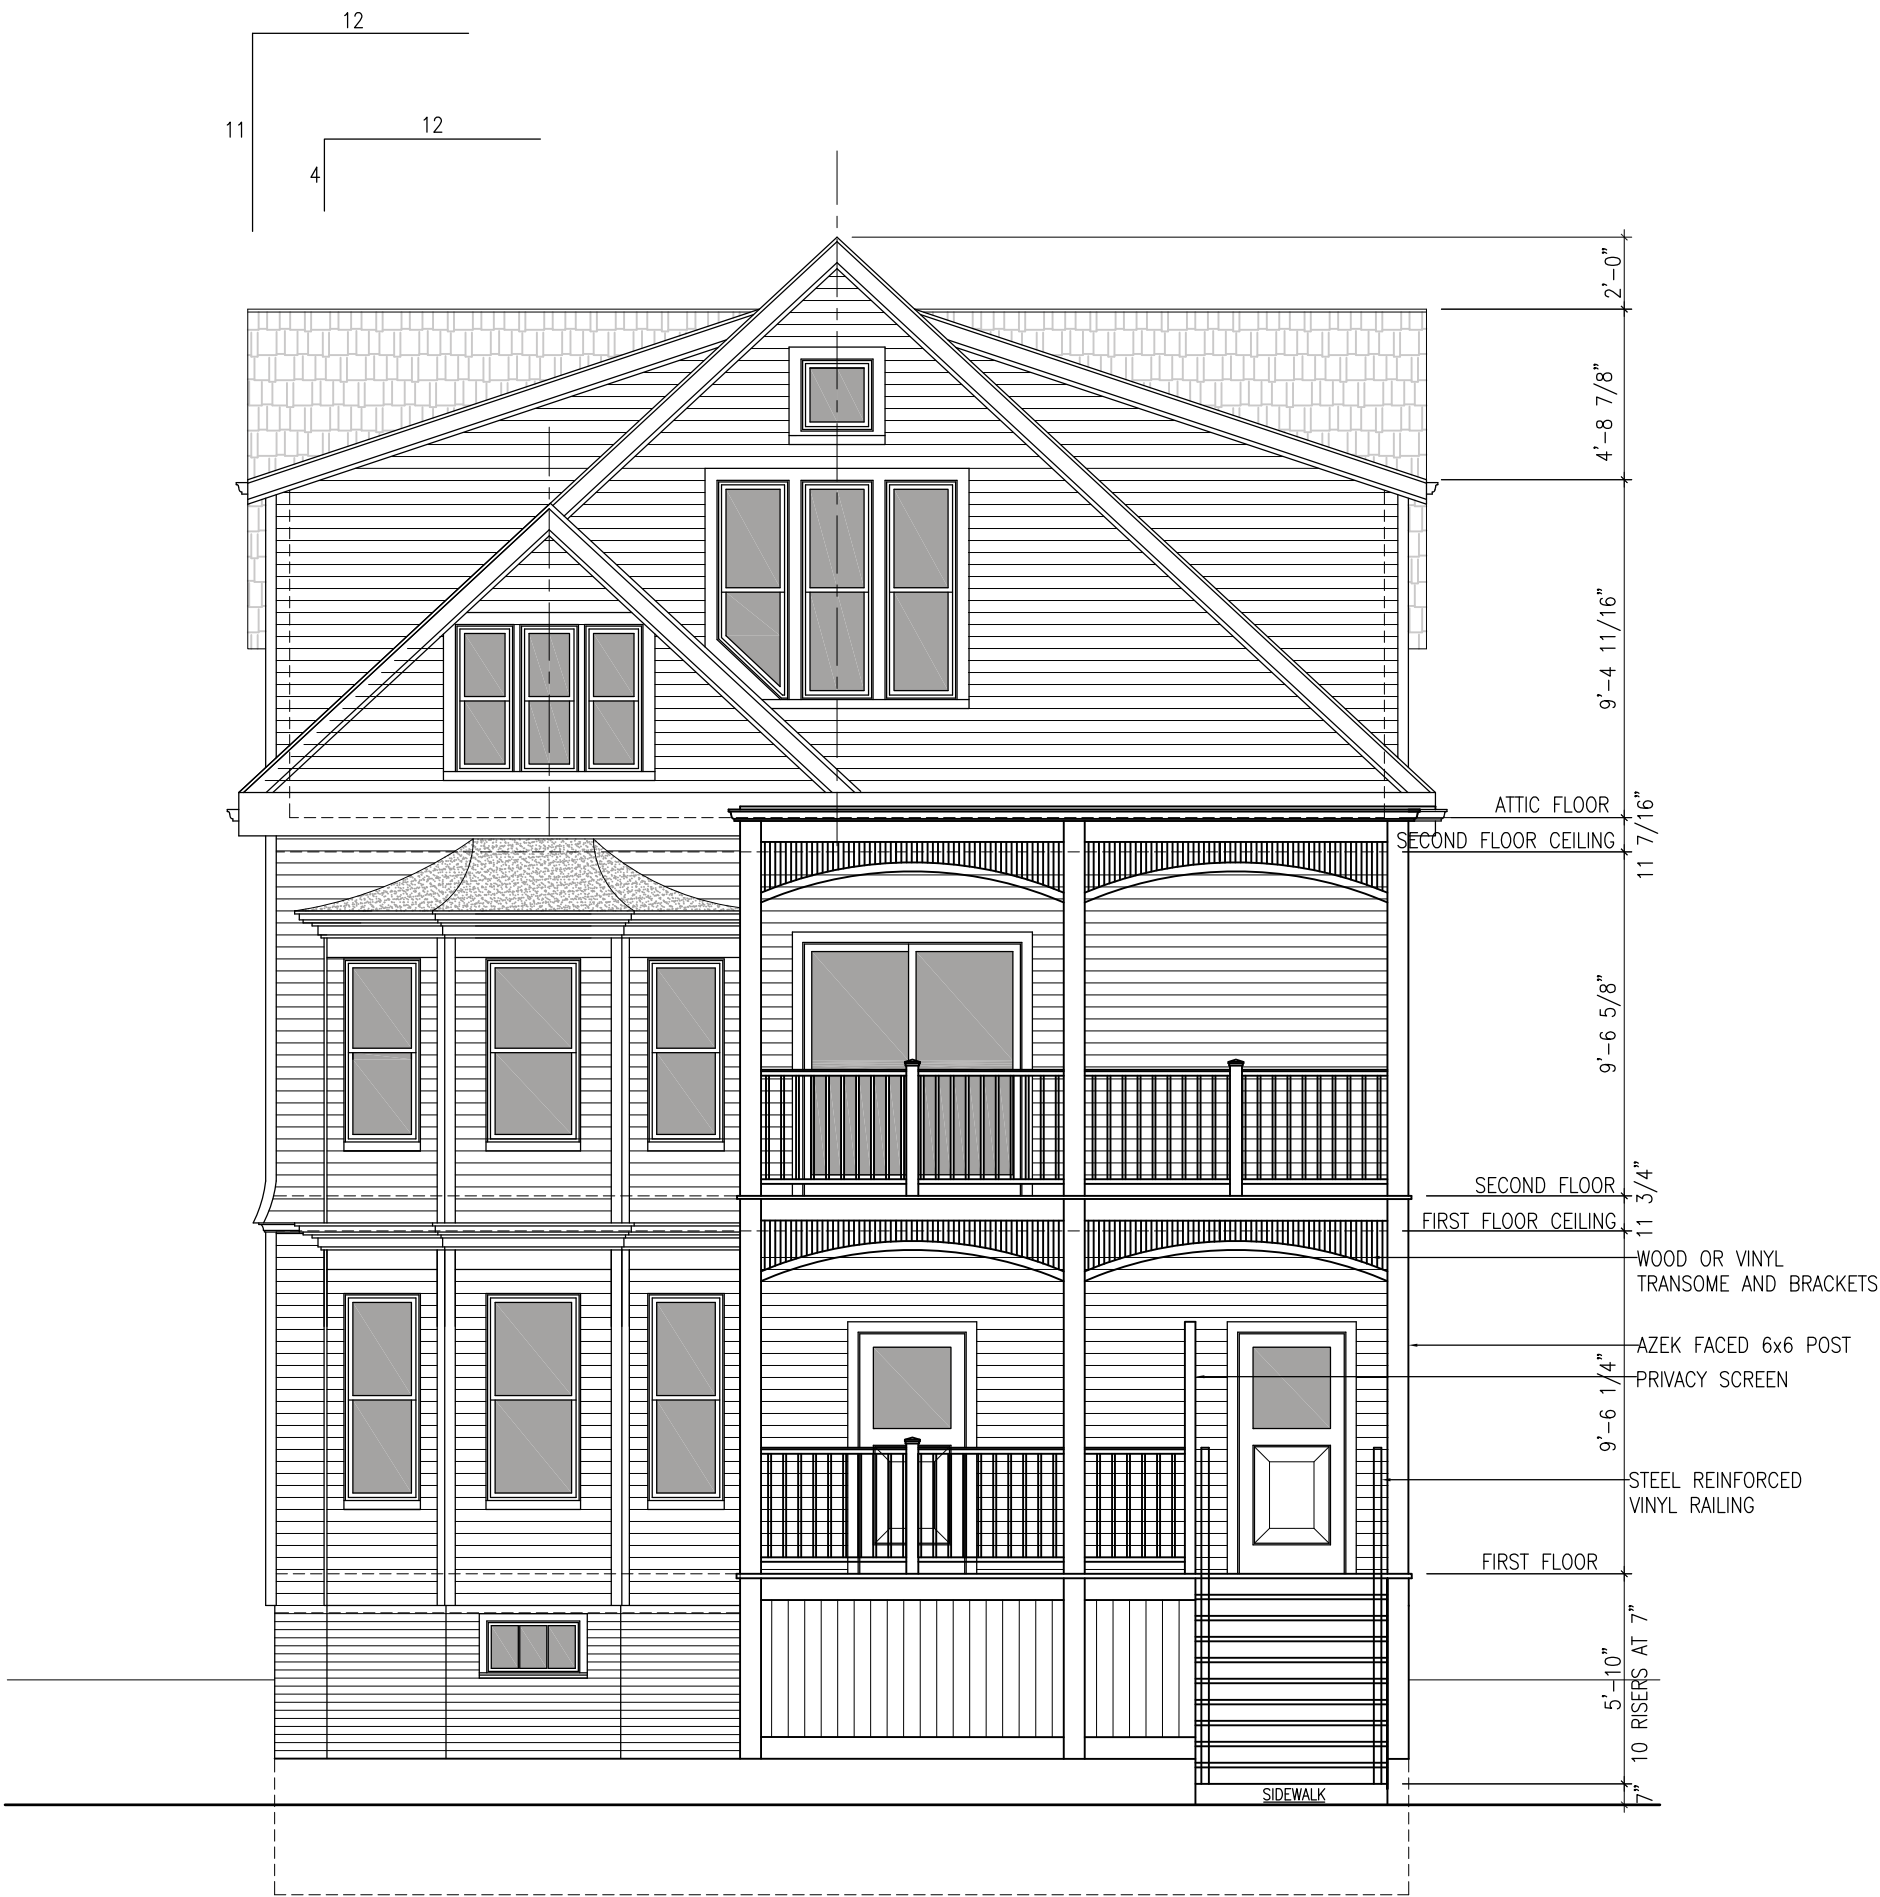 12
11
12
4
2'-0"
4'-8 7/8"
9'-4 11/16"
ATTIC FLOOR
11 7/16"
SECOND FLOOR CEILING
9'-6 5/8"
SECOND FLOOR
11 3/4"
FIRST FLOOR CEILING
WOOD OR VINYL
TRANSOME AND BRACKETS
AZEK FACED 6x6 POST
PRIVACY SCREEN
9'-6 1/4"
STEEL REINFORCED
VINYL RAILING
FIRST FLOOR
5'-10"
10 RISERS AT 7"
7"
SIDEWALK